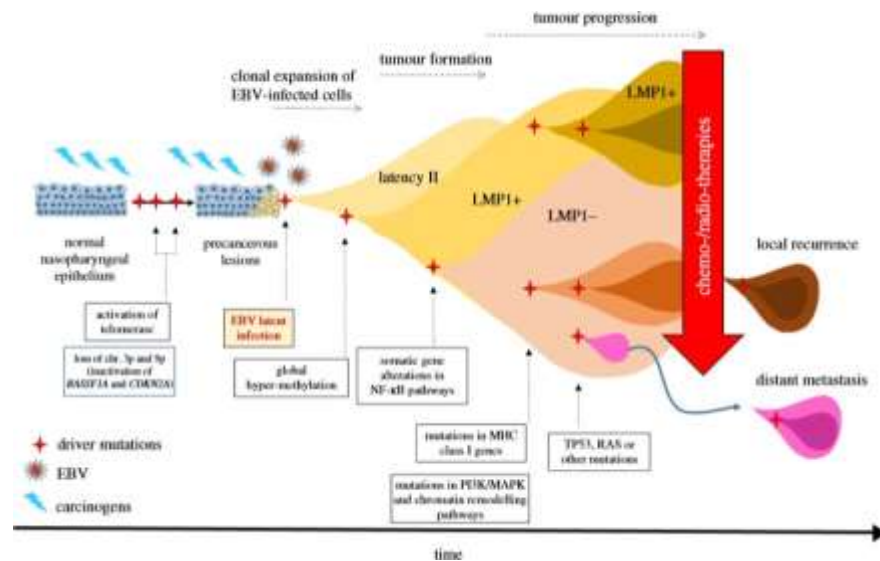 tumour progression
tumour formation
clonal expansion of
EBV-infected cells
LMP1+
latency II
LMP1+
LMP1−
chemo-/radio-therapies
normal
nasopharyngeal
epithelium
precancerous
lesions
local recurrence
activation of
telomerase
EBV latent
infection
loss of chr. 3p and 9p
(inactivation of
RASSF1A and CDKN2A)
global
hyper-methylation
somatic gene
alterations in
NF-κB pathways
distant metastasis
mutations in MHC
class I genes
TP53, RAS or
other mutations
driver mutations
EBV
mutations in PI3K/MAPK
and chromatin remodelling
pathways
carcinogens
time